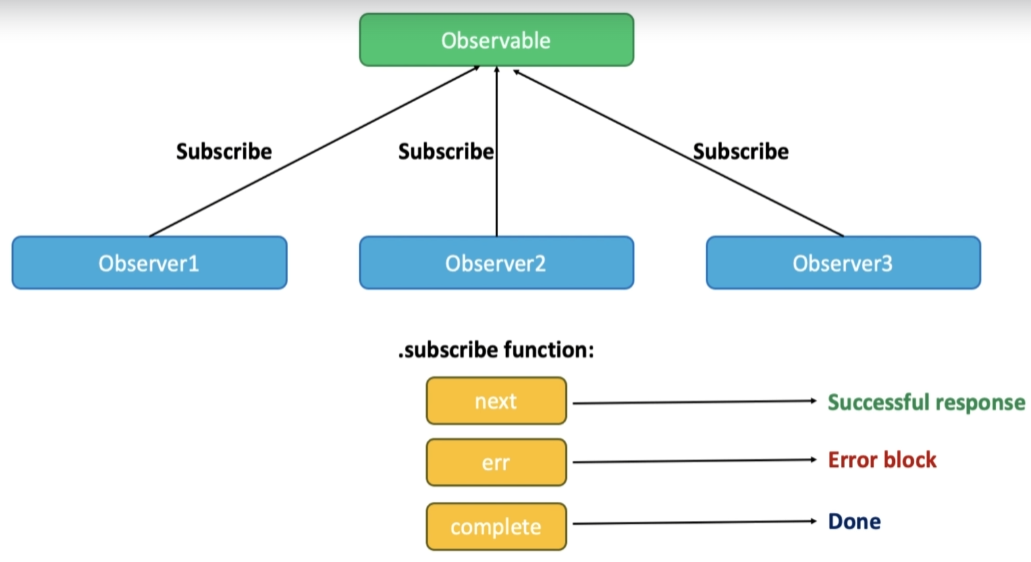 Observable
Subscribe
Subscribe
Subscribe
Observer1
Observer2
Observer3
.subscribe function:
next
Successful response
err
Error block
complete
Done